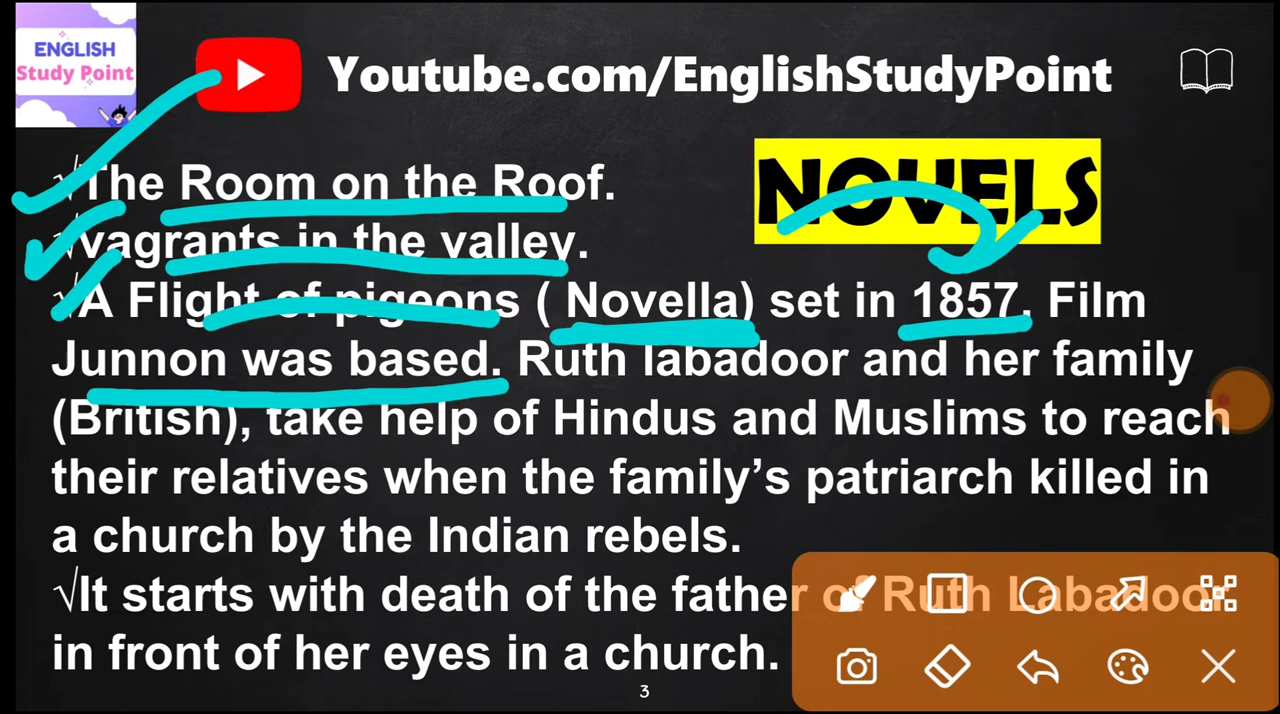 ENGLISH
Study Point
Youtube.com/EnglishStudyPoint
NOVELS
√The Room on the Roof.
√vagrants in the valley.
√A Flight of pigeons ( Novella) set in 1857. Film
Junnon was based. Ruth labadoor and her family
(British), take help of Hindus and Muslims to reach
their relatives when the family’s patriarch killed in
a church by the Indian rebels.
√It starts with death of the father of Ruth Labadoor
in front of her eyes in a church.
3